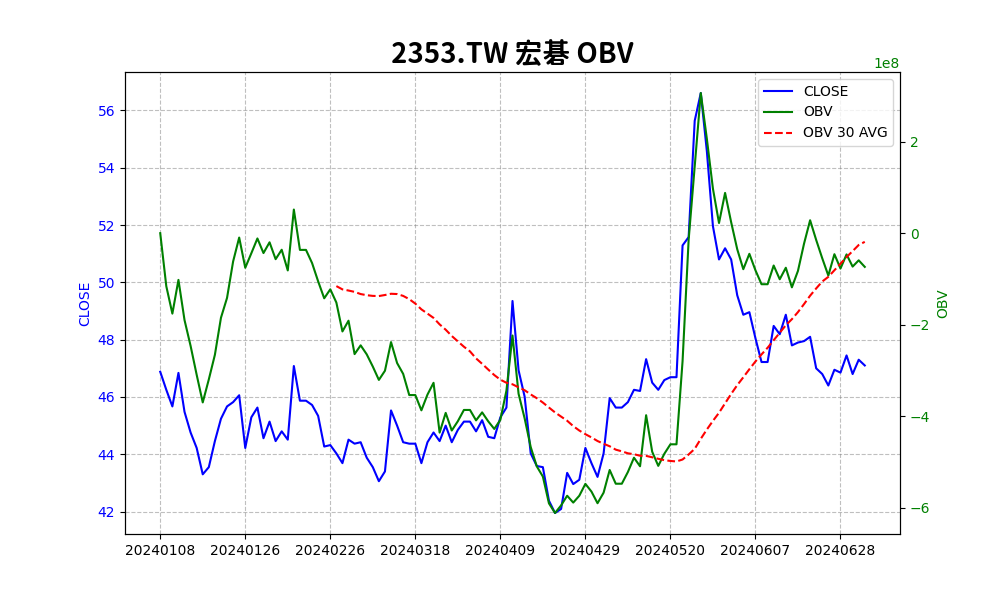 2353.TW 宏碁 OBV
1e8
CLOSE
OBV
OBV 30 AVG
56
54
52
50
48
46
44
42
CLOSE
2
0
−2
−4
−6
OBV
20240108 20240126 20240226 20240318 20240409 20240429 20240520 20240607 20240628